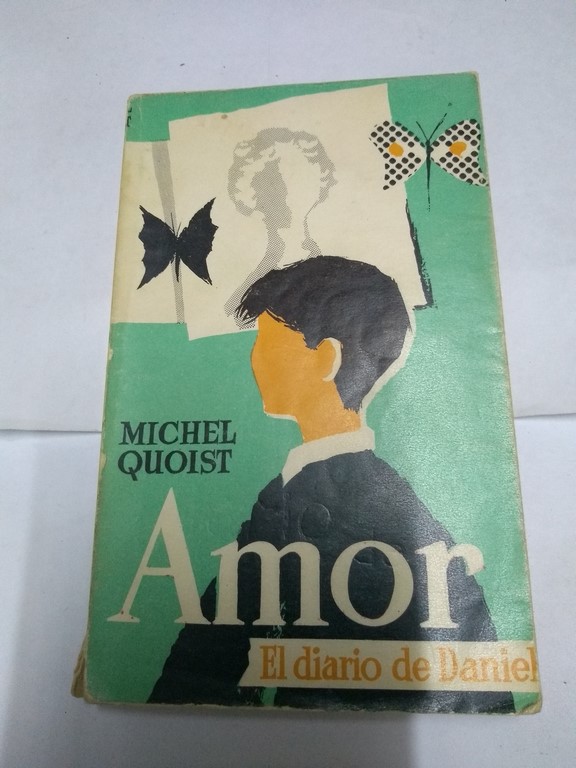 MICHEL
QUOIST
Amor
El diario de Daniel